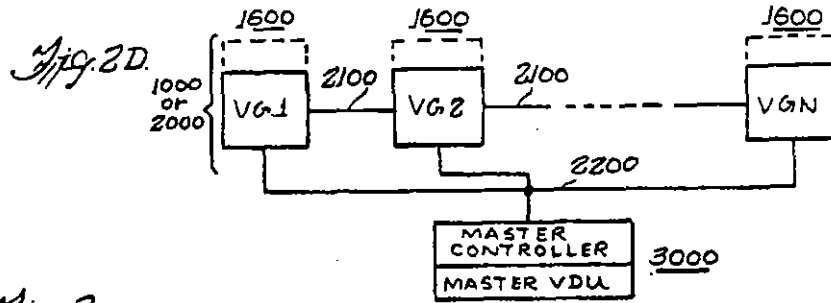 Fig. 2D.
1600 1600 1600
1000
or
2000
VG1 2100 VG2 2100 VGN
2200
MASTER
CONTROLLER
MASTER VDU
3000
Fig.